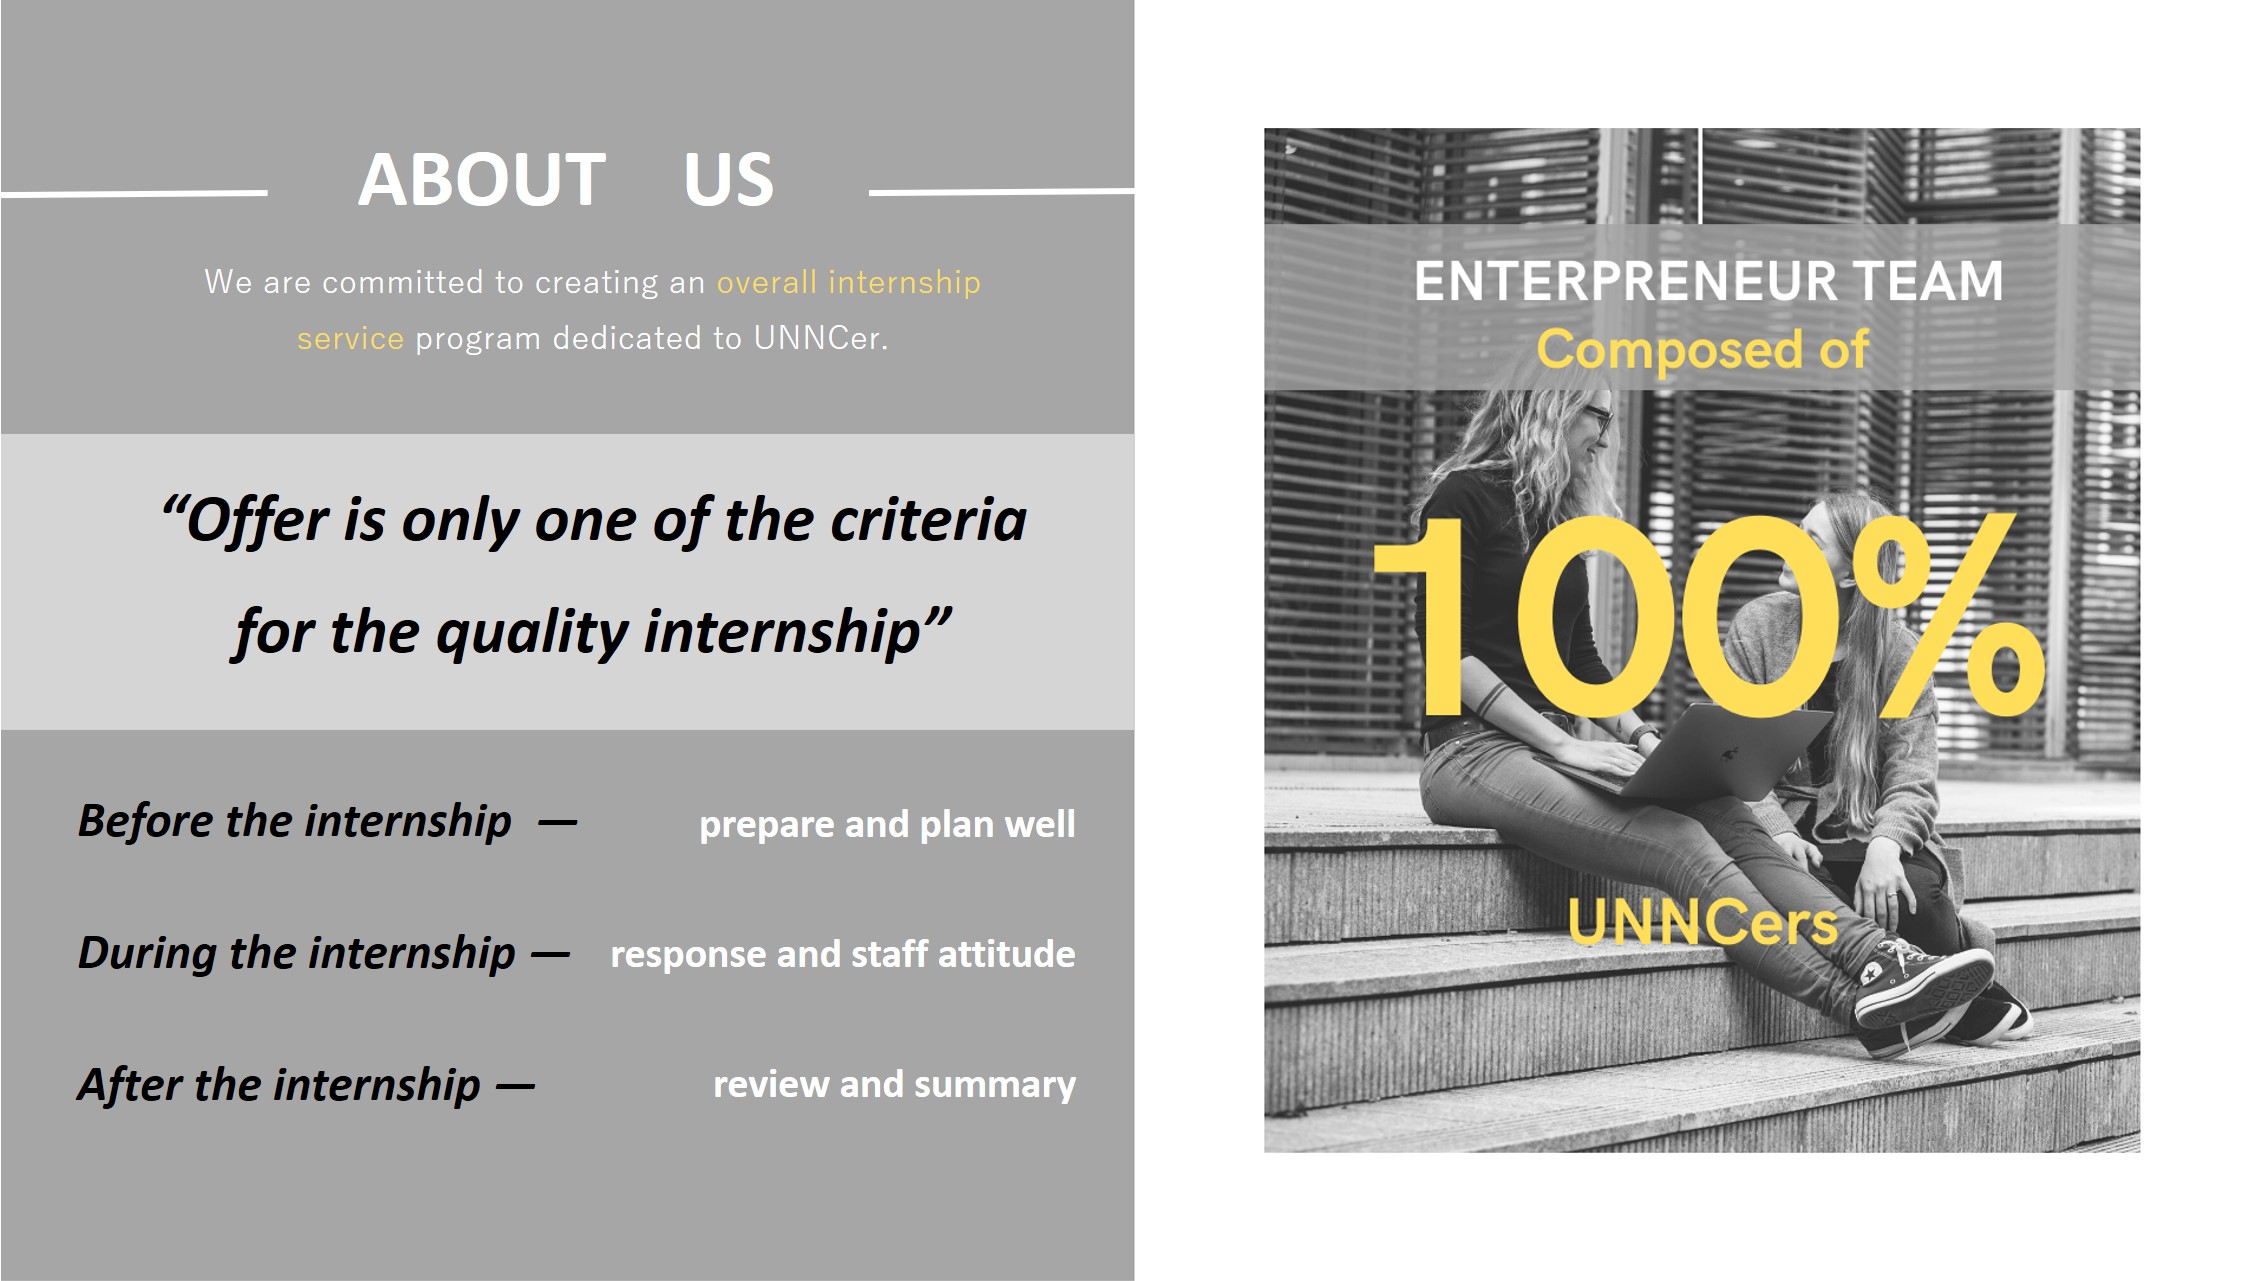 ABOUT US
We are committed to creating an overall internship
service program dedicated to UNNCer.
“Offer is only one of the criteria
for the quality internship”
Before the internship —
prepare and plan well
During the internship —
response and staff attitude
After the internship —
review and summary
ENTERPRENEUR TEAM
Composed of
100%
UNNCers